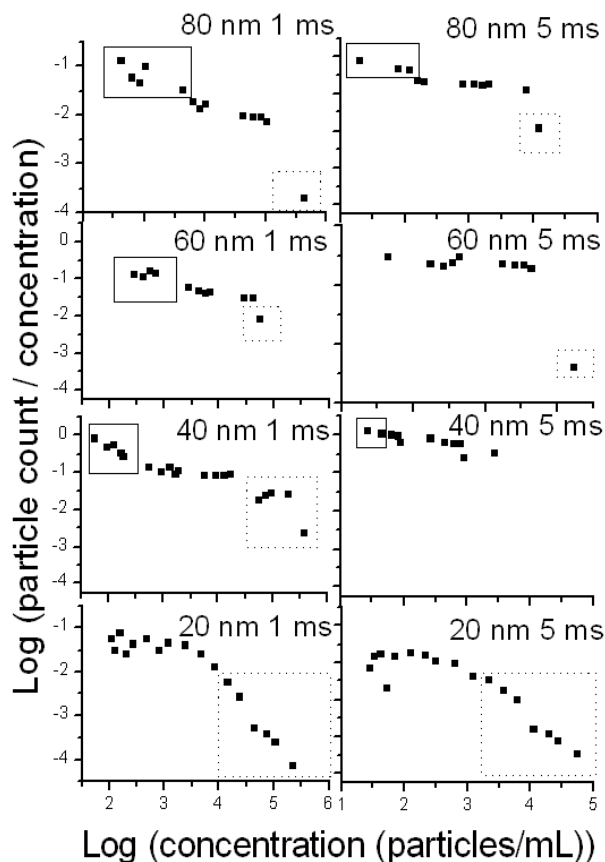 80 nm 1 ms
80 nm 5 ms
-1
-2
-3
-4
60 nm 1 ms
60 nm 5 ms
0
-1
-2
-3
-4
40 nm 1 ms
40 nm 5 ms
0
-1
-2
-3
-4
20 nm 1 ms
20 nm 5 ms
-1
-2
-3
-4
2 3 4 5 6
1 2 3 4 5
Log (particle count / concentration)
Log (concentration (particles/mL))